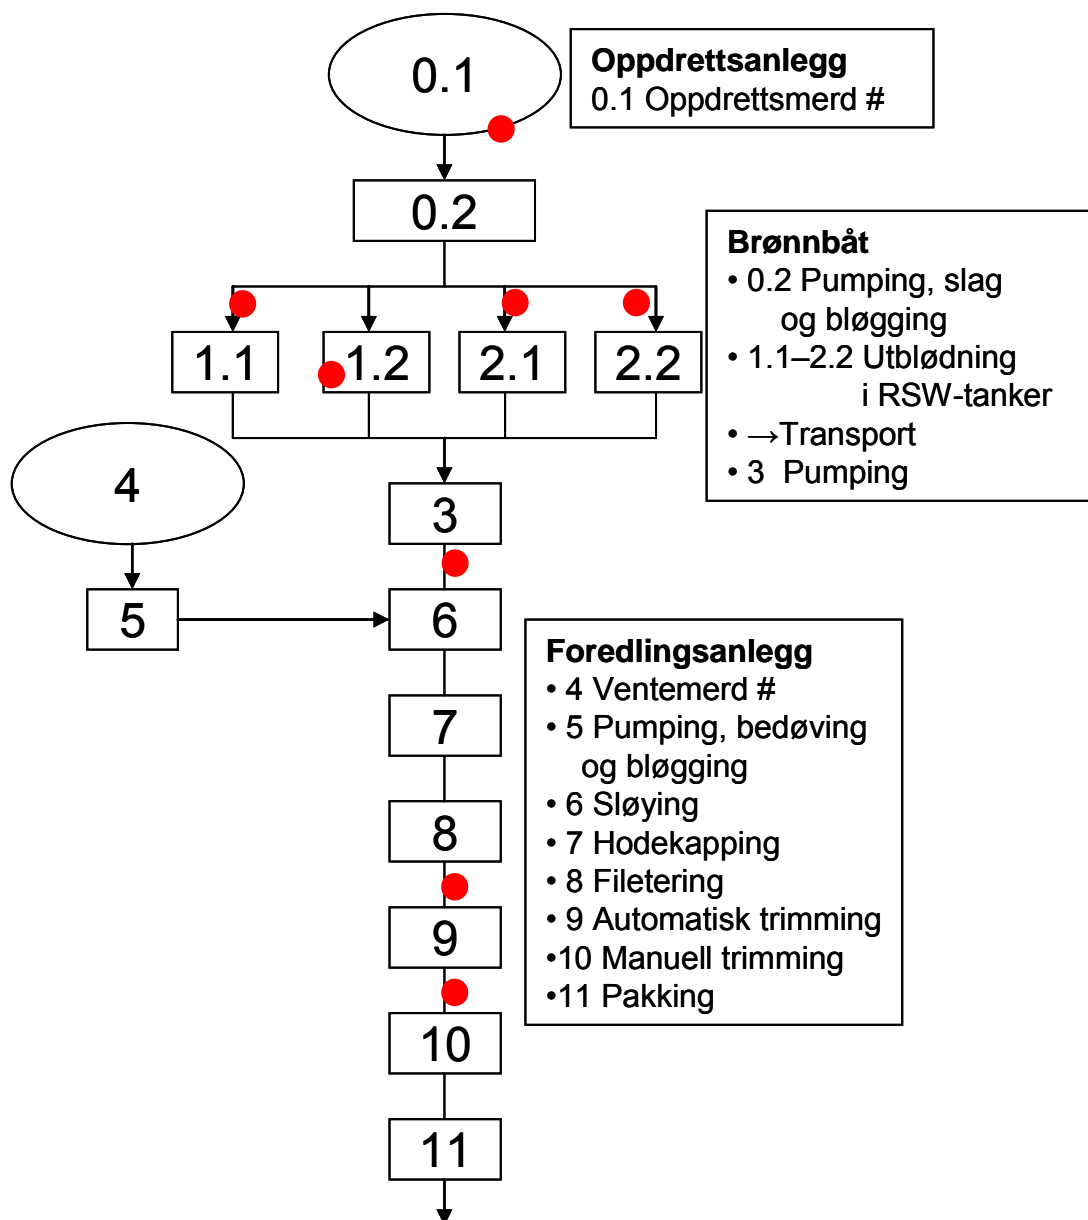 0.1
Oppdrettsanlegg
0.1 Oppdrettsmerd #
0.2
Brønnbåt
• 0.2 Pumping, slag
og bløgging
• 1.1–2.2 Utblødning
i RSW-tanker
• →Transport
• 3 Pumping
1.1
1.2
2.1
2.2
4
3
5
6
Foredlingsanlegg
• 4 Ventemerd #
• 5 Pumping, bedøving
og bløgging
• 6 Sløying
• 7 Hodekapping
• 8 Filetering
• 9 Automatisk trimming
•10 Manuell trimming
•11 Pakking
7
8
9
10
11